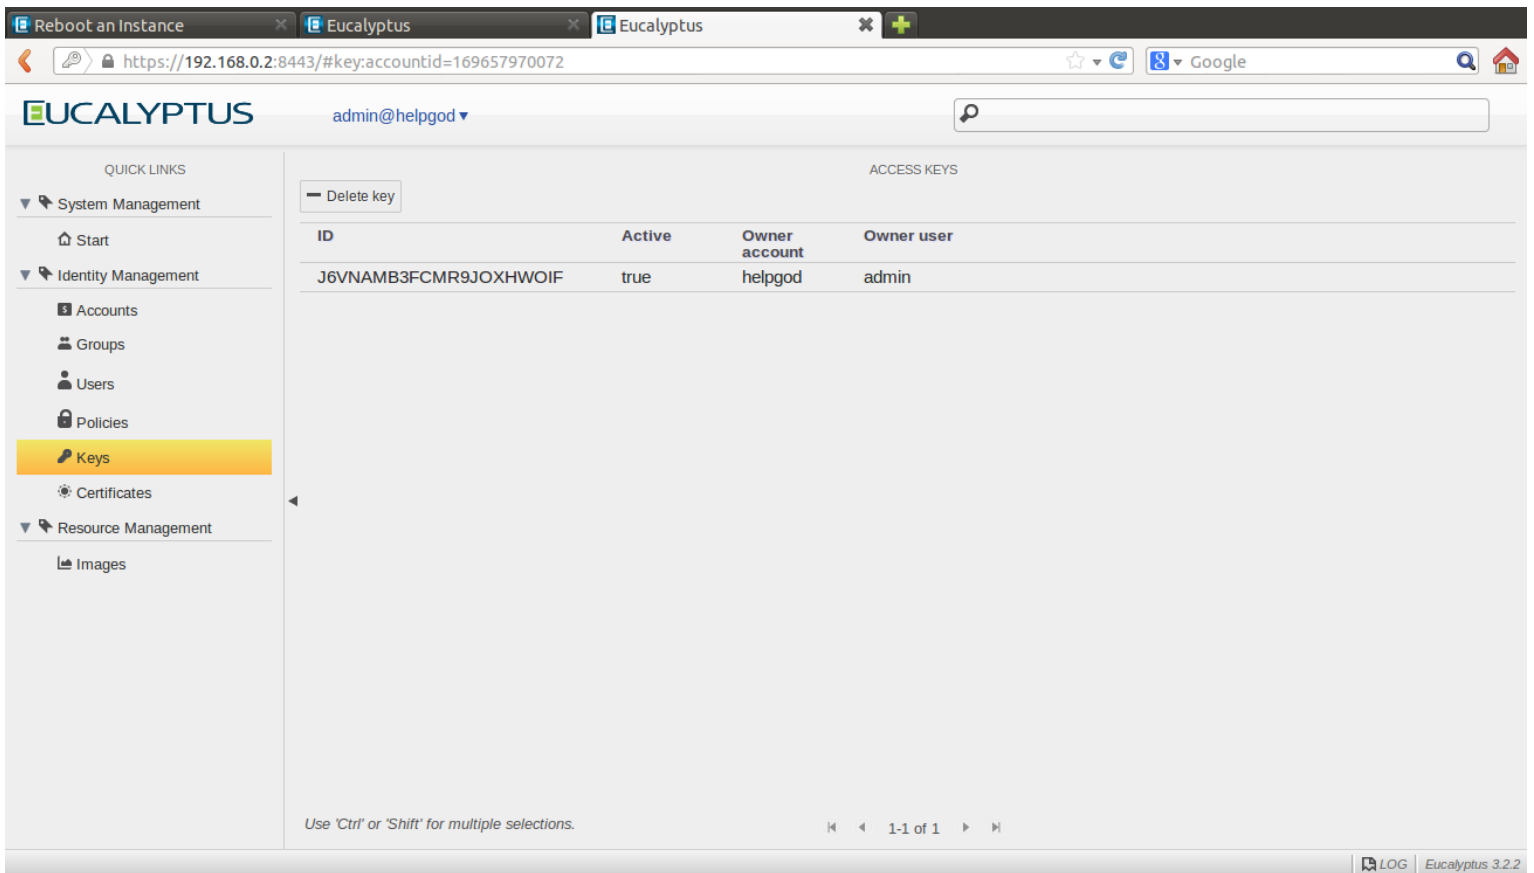 Reboot an Instance
Eucalyptus
Eucalyptus
https://192.168.0.2:8443/#key:accountid=169657970072
Google
EUCALYPTUS
admin@helpgod
QUICK LINKS
System Management
Start
Identity Management
Accounts
Groups
Users
Policies
Keys
Certificates
Resource Management
Images
ACCESS KEYS
Delete key
ID Active Owner account Owner user
J6VNAMB3FCMR9JOXHWOIF true helpgod admin
Use 'Ctrl' or 'Shift' for multiple selections.
1-1 of 1
LOG Eucalyptus 3.2.2